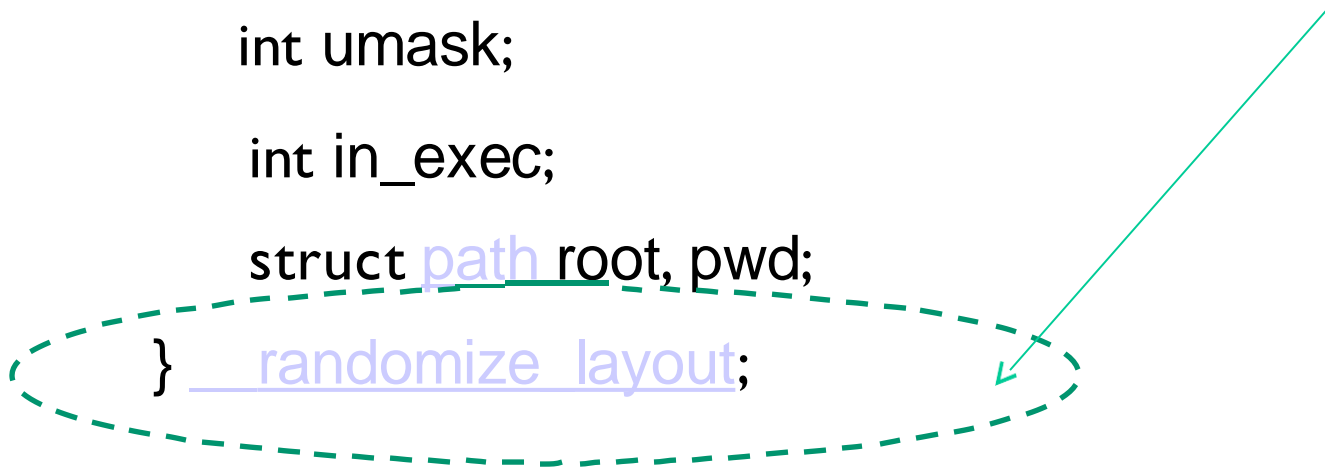 int umask;
int in_exec;
struct path root, pwd;
} __randomize_layout;